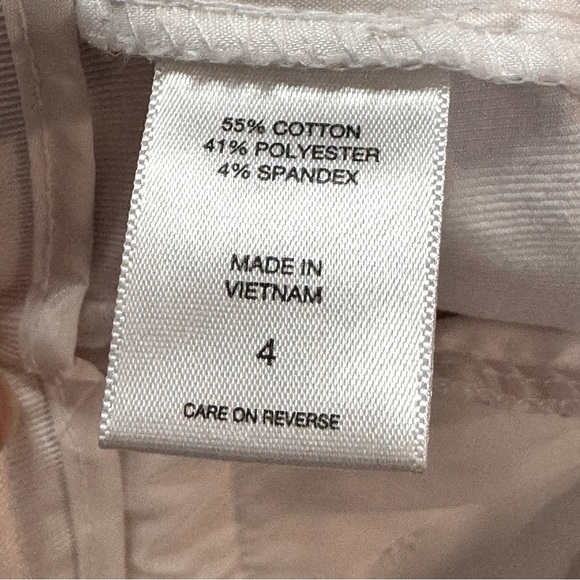 55% COTTON
41% POLYESTER
4% SPANDEX
MADE IN
VIETNAM
4
CARE ON REVERSE